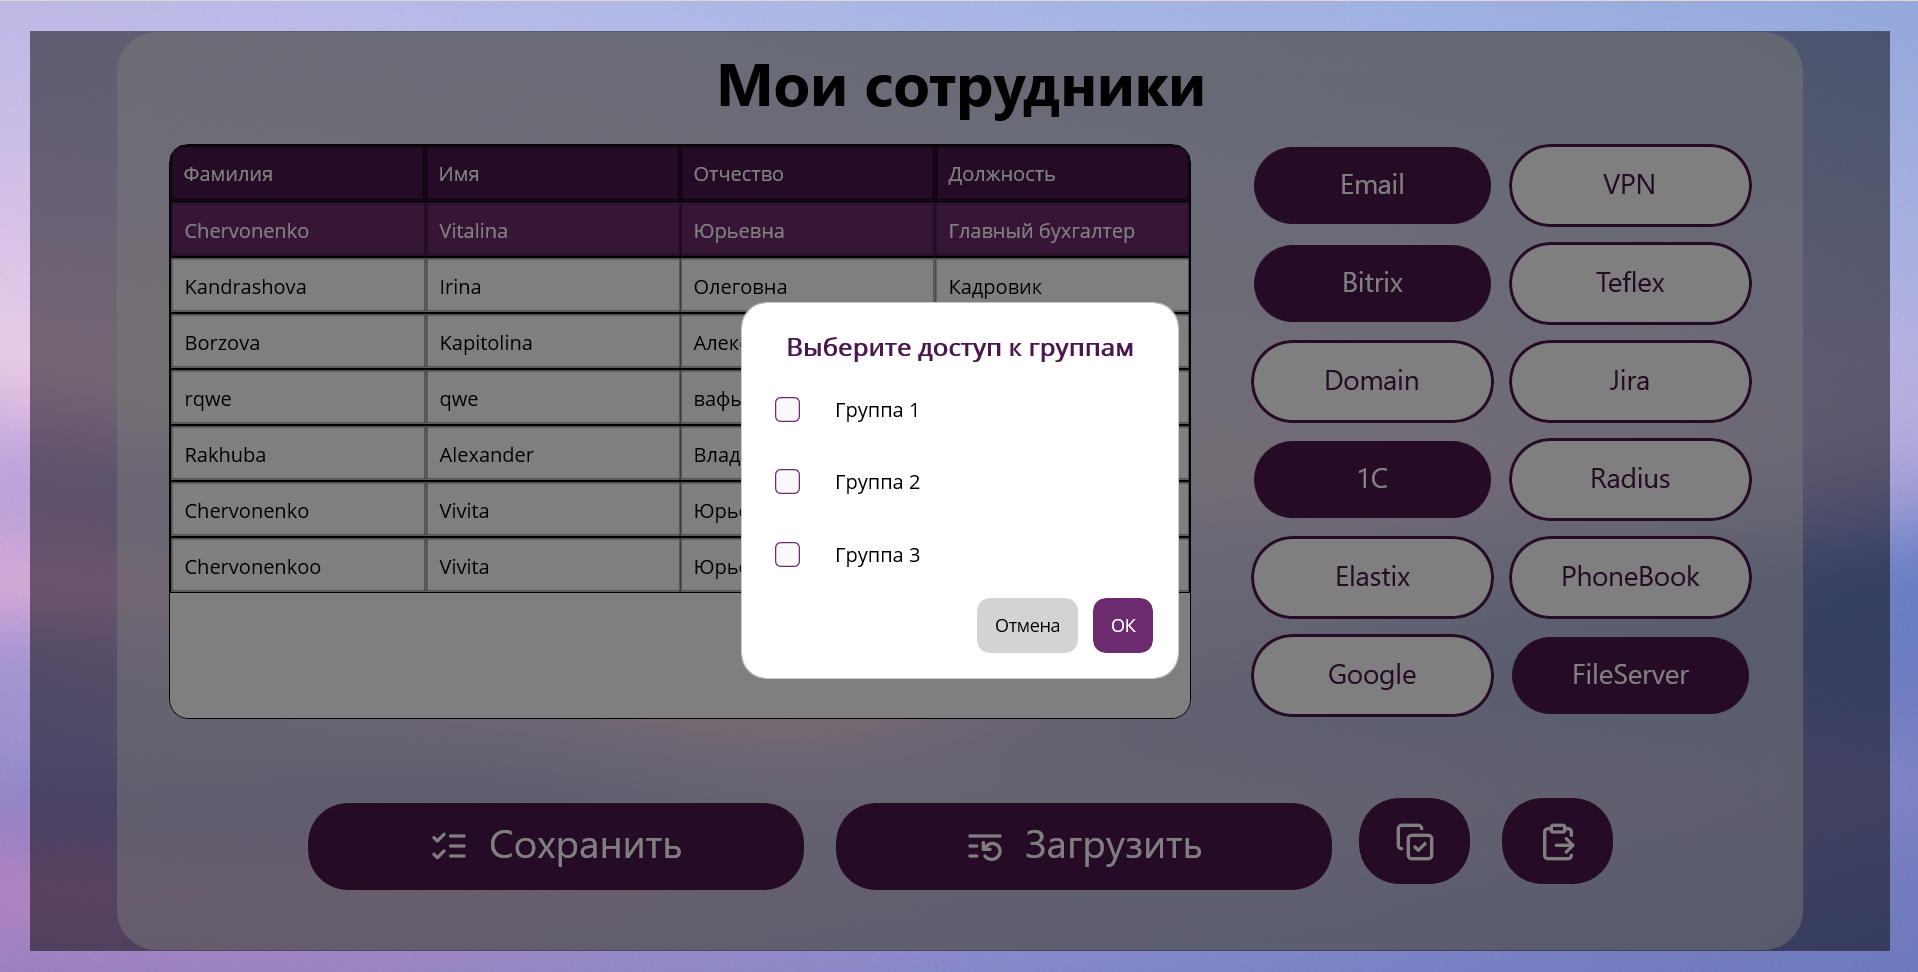 Мои сотрудники
Фамилия Имя Отчество Должность
Chervonenko Vitalina Юрьевна Главный бухгалтер
Kandrashova Irina Олеговна Кадровик
Borzova Kapitolina Алек
rqwe qwe вафь
Rakhuba Alexander Влад
Chervonenko Vivita Юрь
Chervonenkoo Vivita Юрь
Выберите доступ к группам
Группа 1
Группа 2
Группа 3
Отмена ОК
Email VPN
Bitrix Teflex
Domain Jira
1C Radius
Elastix PhoneBook
Google FileServer
Сохранить Загрузить